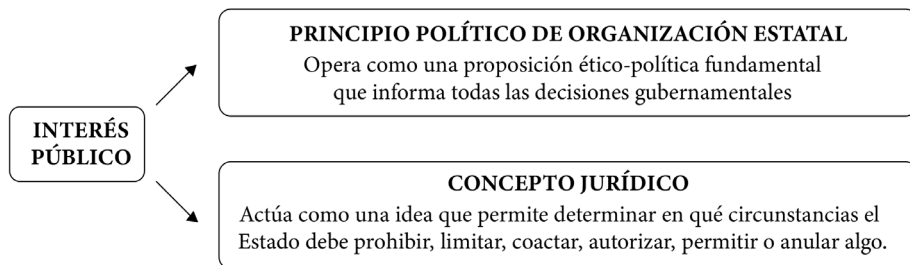 PRINCIPIO POLÍTICO DE ORGANIZACIÓN ESTATAL
Opera como una proposición ético-política fundamental
que informa todas las decisiones gubernamentales
INTERÉS
PÚBLICO
CONCEPTO JURÍDICO
Actúa como una idea que permite determinar en qué circunstancias el
Estado debe prohibir, limitar, coactar, autorizar, permitir o anular algo.